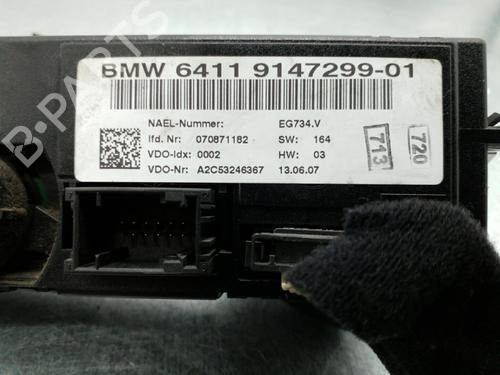 BMW 6411 9147299-01
NAEL-Nummer: EG734.V
lfd. Nr: 070871182 SW: 164
VDO-Idx: 0002 HW: 03
VDO-Nr: A2C53246367 13.06.07
713
720
B-PARTS